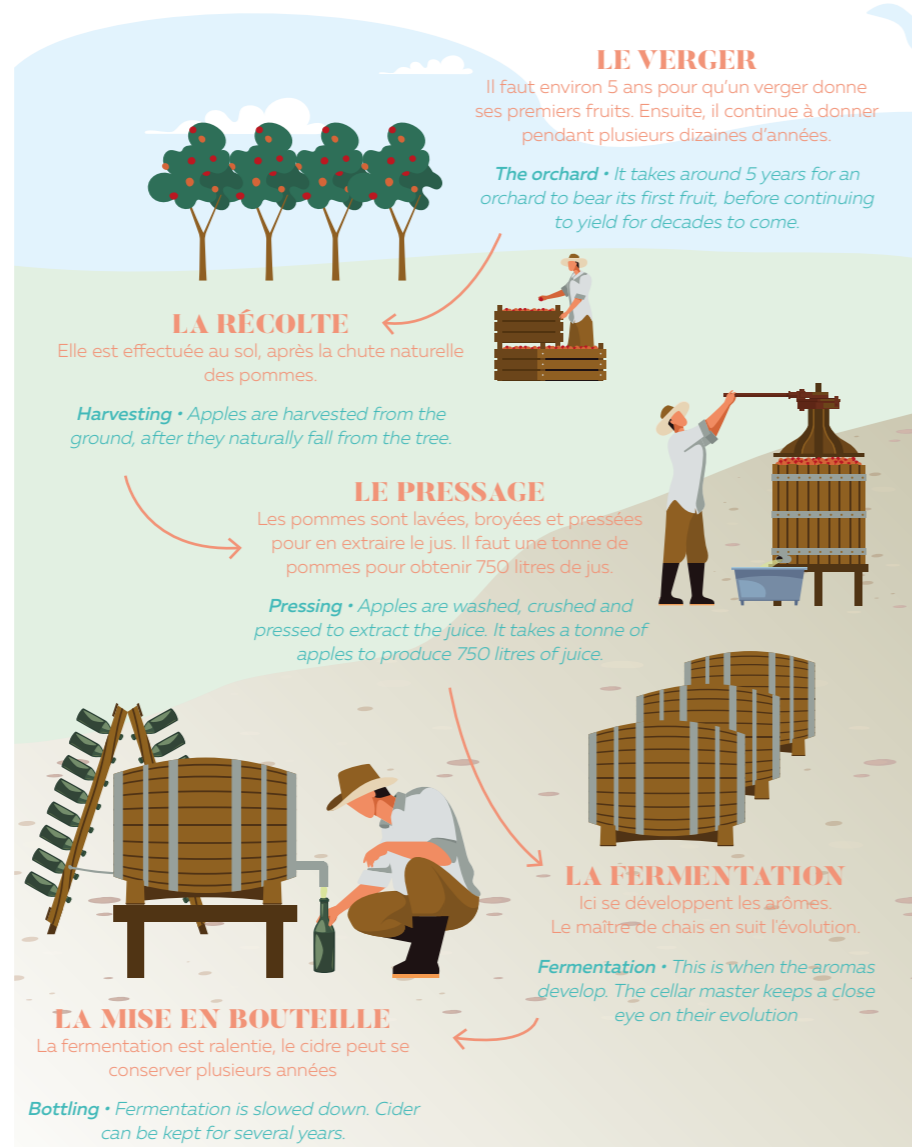 LE VERGER
Il faut environ 5 ans pour qu'un verger donne
ses premiers fruits. Ensuite, il continue à donner
pendant plusieurs dizaines d'années.
The orchard • It takes around 5 years for an
orchard to bear its first fruit, before continuing
to yield for decades to come.
LA RÉCOLTE
Elle est effectuée au sol, après la chute naturelle
des pommes.
Harvesting • Apples are harvested from the
ground, after they naturally fall from the tree.
LE PRESSAGE
Les pommes sont lavées, broyées et pressées
pour en extraire le jus. Il faut une tonne de
pommes pour obtenir 750 litres de jus.
Pressing • Apples are washed, crushed and
pressed to extract the juice. It takes a tonne of
apples to produce 750 litres of juice.
LA FERMENTATION
Ici se développent les arômes.
Le maître de chais en suit l'évolution.
Fermentation • This is when the aromas
develop. The cellar master keeps a close
eye on their evolution
LA MISE EN BOUTEILLE
La fermentation est ralentie, le cidre peut se
conserver plusieurs années
Bottling • Fermentation is slowed down. Cider
can be kept for several years.